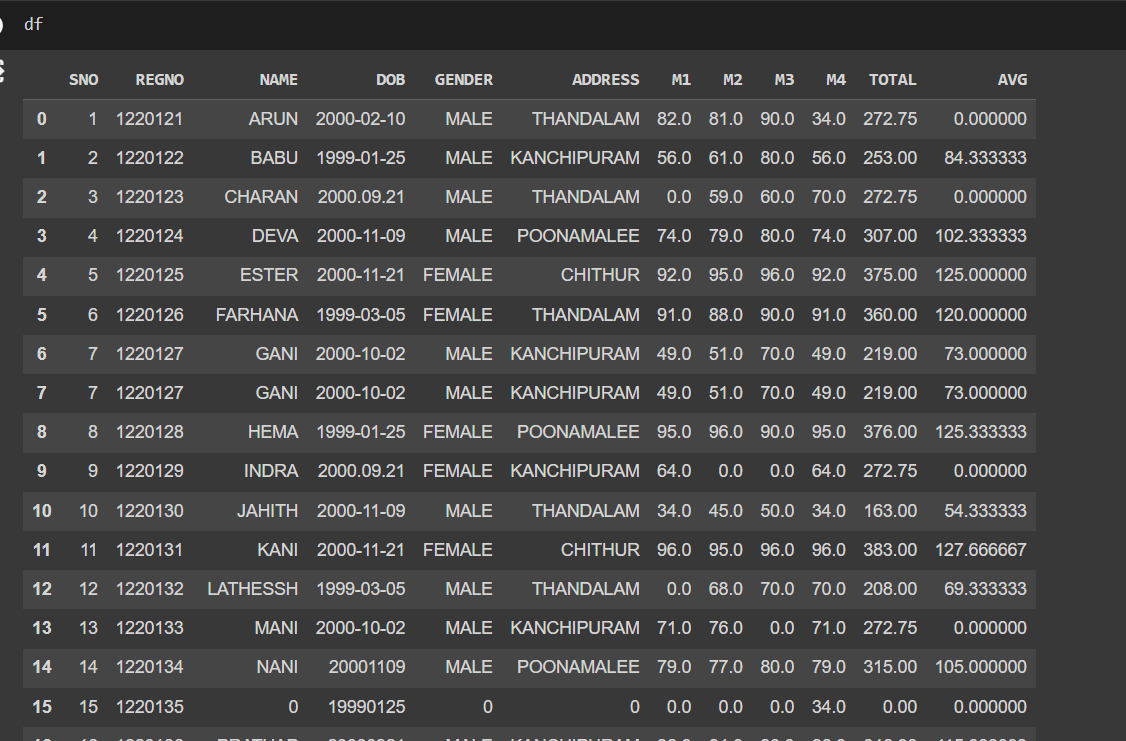 df
SNO REGNO NAME DOB GENDER ADDRESS M1 M2 M3 M4 TOTAL AVG
0 1 1220121 ARUN 2000-02-10 MALE THANDALAM 82.0 81.0 90.0 34.0 272.75 0.000000
1 2 1220122 BABU 1999-01-25 MALE KANCHIPURAM 56.0 61.0 80.0 56.0 253.00 84.333333
2 3 1220123 CHARAN 2000.09.21 MALE THANDALAM 0.0 59.0 60.0 70.0 272.75 0.000000
3 4 1220124 DEVA 2000-11-09 MALE POONAMALEE 74.0 79.0 80.0 74.0 307.00 102.333333
4 5 1220125 ESTER 2000-11-21 FEMALE CHITHUR 92.0 95.0 96.0 92.0 375.00 125.000000
5 6 1220126 FARHANA 1999-03-05 FEMALE THANDALAM 91.0 88.0 90.0 91.0 360.00 120.000000
6 7 1220127 GANI 2000-10-02 MALE KANCHIPURAM 49.0 51.0 70.0 49.0 219.00 73.000000
7 7 1220127 GANI 2000-10-02 MALE KANCHIPURAM 49.0 51.0 70.0 49.0 219.00 73.000000
8 8 1220128 HEMA 1999-01-25 FEMALE POONAMALEE 95.0 96.0 90.0 95.0 376.00 125.333333
9 9 1220129 INDRA 2000.09.21 FEMALE KANCHIPURAM 64.0 0.0 0.0 64.0 272.75 0.000000
10 10 1220130 JAHITH 2000-11-09 MALE THANDALAM 34.0 45.0 50.0 34.0 163.00 54.333333
11 11 1220131 KANI 2000-11-21 FEMALE CHITHUR 96.0 95.0 96.0 96.0 383.00 127.666667
12 12 1220132 LATHESSH 1999-03-05 MALE THANDALAM 0.0 68.0 70.0 70.0 208.00 69.333333
13 13 1220133 MANI 2000-10-02 MALE KANCHIPURAM 71.0 76.0 0.0 71.0 272.75 0.000000
14 14 1220134 NANI 20001109 MALE POONAMALEE 79.0 77.0 80.0 79.0 315.00 105.000000
15 15 1220135 0 19990125 0 0 0.0 0.0 0.0 34.0 0.00 0.000000